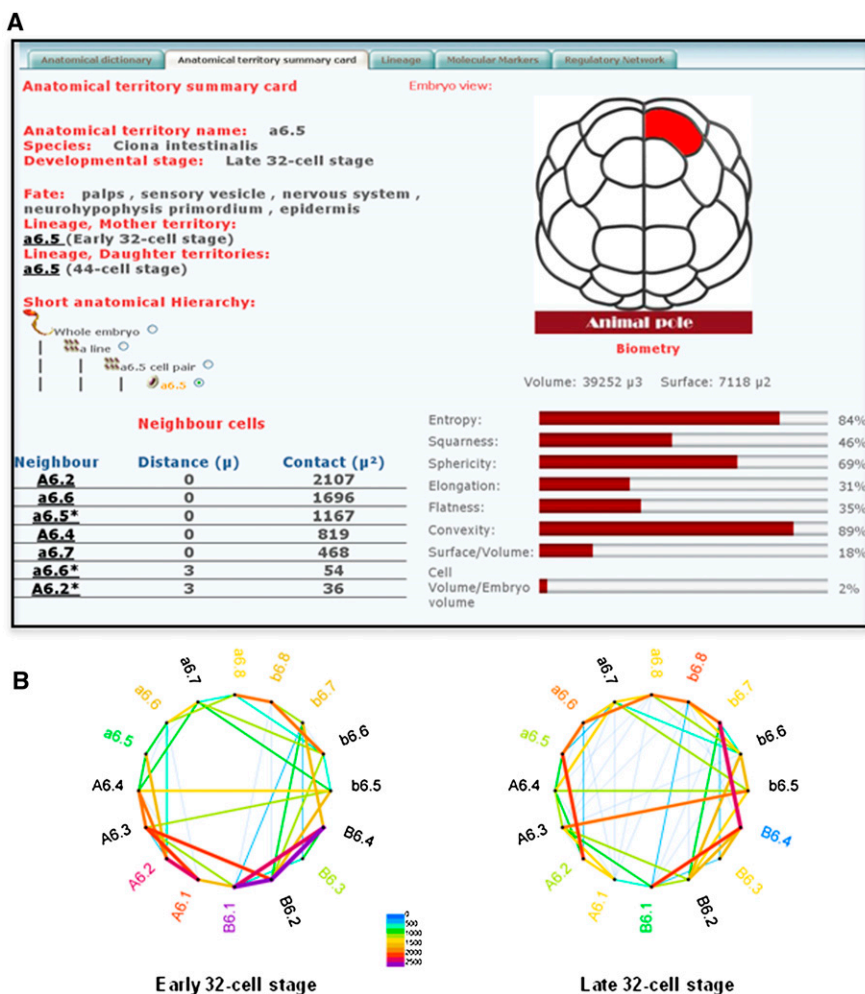 A
Anatomical dictionary
Anatomical territory summary card
Lineage
Molecular Markers
Regulatory Network
Anatomical territory summary card
Embryo view:
Anatomical territory name: a6.5
Species: Ciona intestinalis
Developmental stage: Late 32-cell stage
Fate: palps , sensory vesicle , nervous system ,
neurohypophysis primordium , epidermis
Lineage, Mother territory:
a6.5 (Early 32-cell stage)
Lineage, Daughter territories:
a6.5 (44-cell stage)
Short anatomical Hierarchy:
Whole embryo
a line
a6.5 cell pair
a6.5
Animal pole
Biometry
Volume: 39252 µ3 Surface: 7118 µ2
Neighbour cells
Neighbour Distance (µ) Contact (µ²)
A6.2 0 2107
a6.6 0 1696
a6.5* 0 1167
A6.4 0 819
a6.7 0 468
a6.6* 3 54
A6.2* 3 36
Entropy: 84%
Squarness: 46%
Sphericity: 69%
Elongation: 31%
Flatness: 35%
Convexity: 89%
Surface/Volume: 18%
Cell
Volume/Embryo 2%
volume
B
a6.8
b6.8
b6.7
b6.6
b6.5
B6.4
B6.3
B6.2
B6.1
A6.1
A6.2
A6.3
A6.4
a6.5
a6.6
a6.7
Early 32-cell stage
0
500
1000
1500
2000
2500
a6.8
b6.8
b6.7
b6.6
b6.5
B6.4
B6.3
B6.2
B6.1
A6.1
A6.2
A6.3
A6.4
a6.5
a6.6
a6.7
Late 32-cell stage